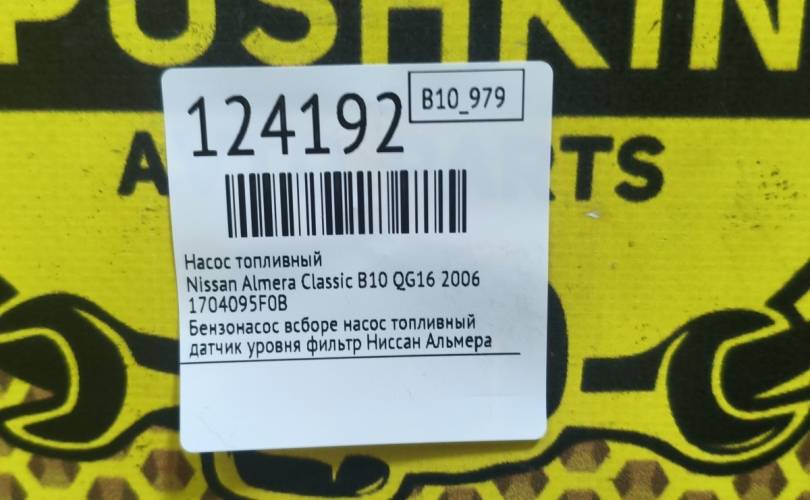 PUSHKIN
124192
B10_979
Насос топливный
Nissan Almera Classic B10 QG16 2006
1704095F0B
Бензонасос всборе насос топливный
датчик уровня фильтр Ниссан Альмера